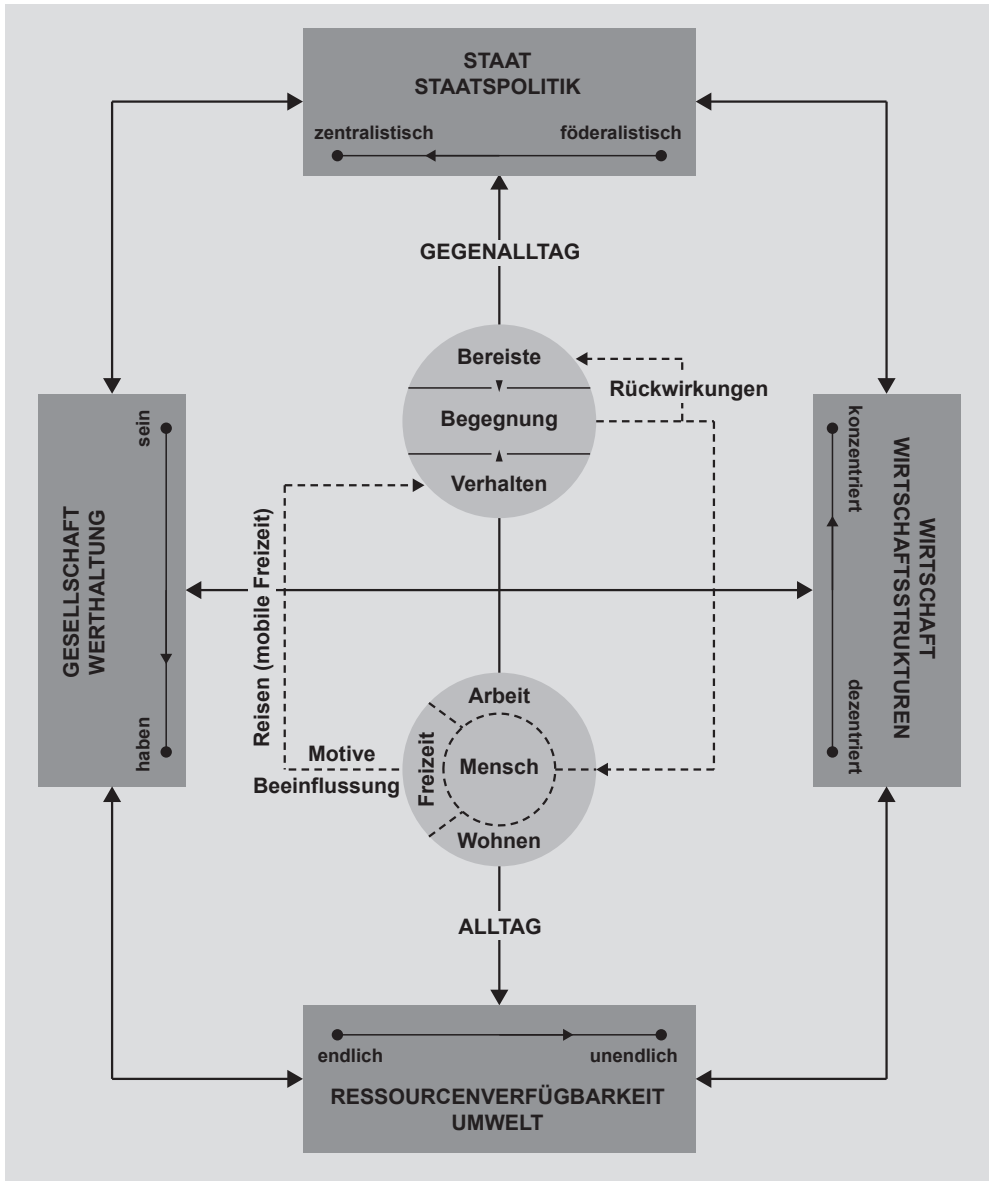 STAAT
STAATSPOLITIK
zentralistisch
föderalistisch
GEGENALLTAG
Bereiste
Rückwirkungen
Begegnung
Verhalten
sein
haben
GESELLSCHAFT
WERTHALTUNG
konzentriert
dezentriert
WIRTSCHAFT
WIRTSCHAFTSSTRUKTUREN
Reisen (mobile Freizeit)
Motive
Beeinflussung
Arbeit
Freizeit
Mensch
Wohnen
ALLTAG
endlich
unendlich
RESSOURCENVERFÜGBARKEIT
UMWELT